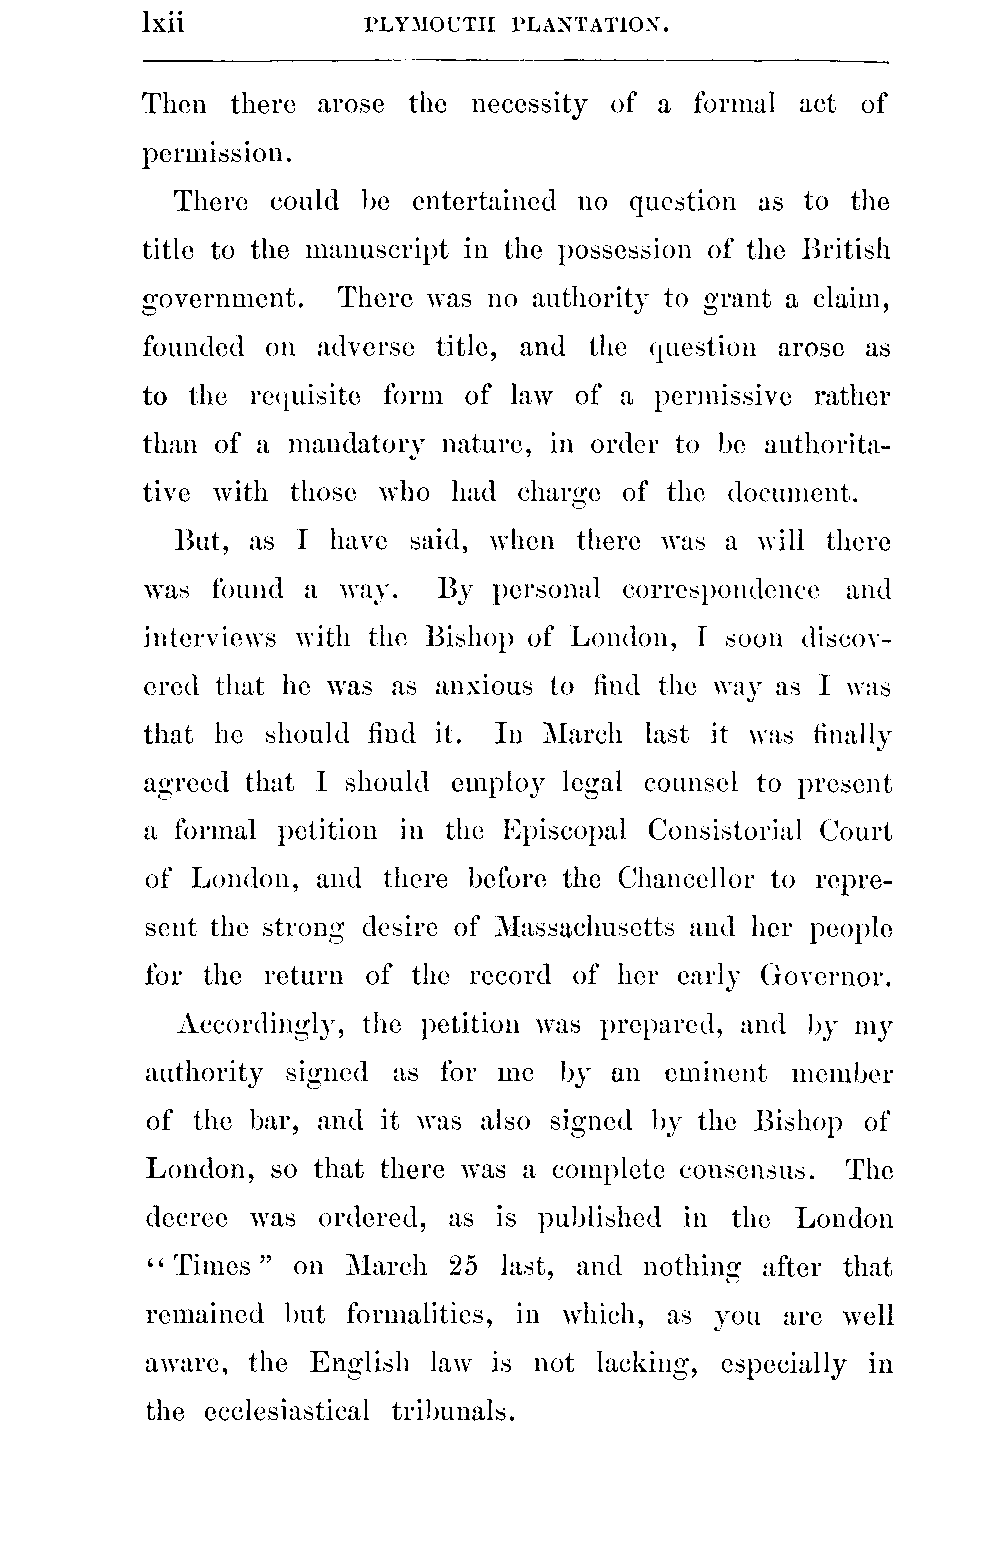 lxii PLYMOUTH PLANTATION.
Then there arose the necessity of a formal act of
permission.
There could be entertained no question as to the
title to the manuscript in the possession of the British
government. There was no authority to grant a claim,
founded on adverse title, and the question arose as
to the requisite form of law of a permissive rather
than of a mandatory nature, in order to be authorita-
tive with those who had charge of the document.
But, as I have said, when there was a will there
was found a way. By personal correspondence and
interviews with the Bishop of London, I soon discov-
ered that he was as anxious to find the way as I was
that he should find it. In March last it was finally
agreed that I should employ legal counsel to present
a formal petition in the Episcopal Consistorial Court
of London, and there before the Chancellor to repre-
sent the strong desire of Massachusetts and her people
for the return of the record of her early Governor.
Accordingly, the petition was prepared, and by my
authority signed as for me by an eminent member
of the bar, and it was also signed by the Bishop of
London, so that there was a complete consensus. The
decree was ordered, as is published in the London
“Times” on March 25 last, and nothing after that
remained but formalities, in which, as you are well
aware, the English law is not lacking, especially in
the ecclesiastical tribunals.